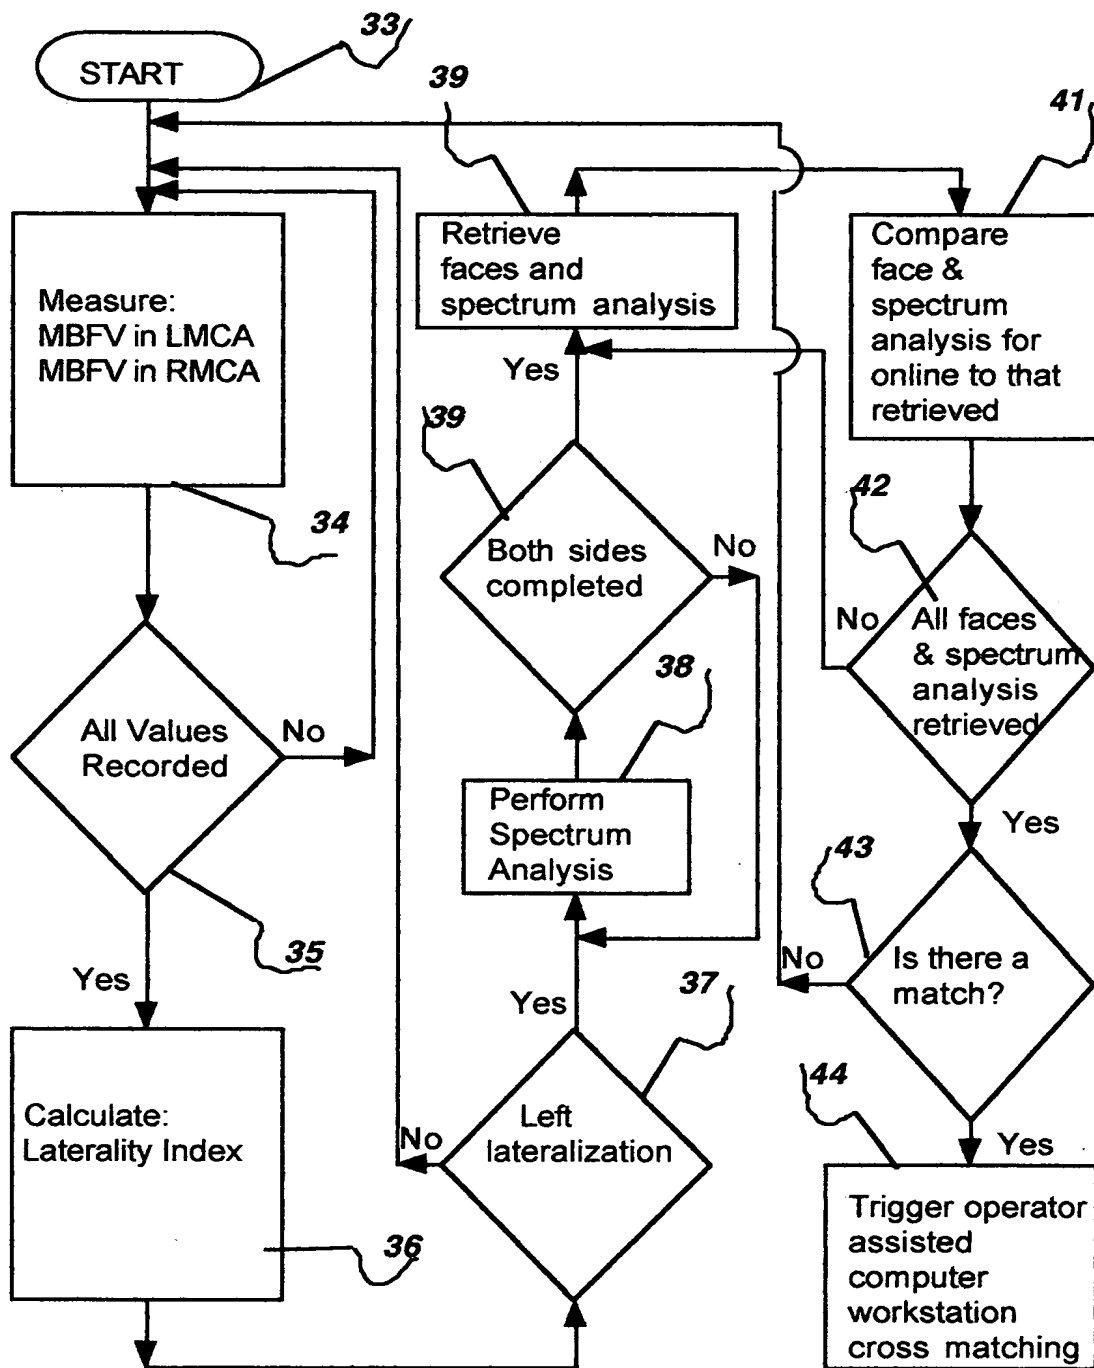 33
START
39
41
Retrieve
faces and
spectrum analysis
Compare
face &
spectrum
analysis for
online to that
retrieved
Measure:
MBFV in LMCA
MBFV in RMCA
Yes
39
34
42
Both sides
completed
No
No
All faces
& spectrum
analysis
retrieved
38
All Values
Recorded
No
Perform
Spectrum
Analysis
Yes
43
35
Yes
37
Yes
No
Is there a
match?
44
Calculate:
Laterality Index
No
Left
lateralization
Yes
36
Trigger operator
assisted
computer
workstation
cross matching